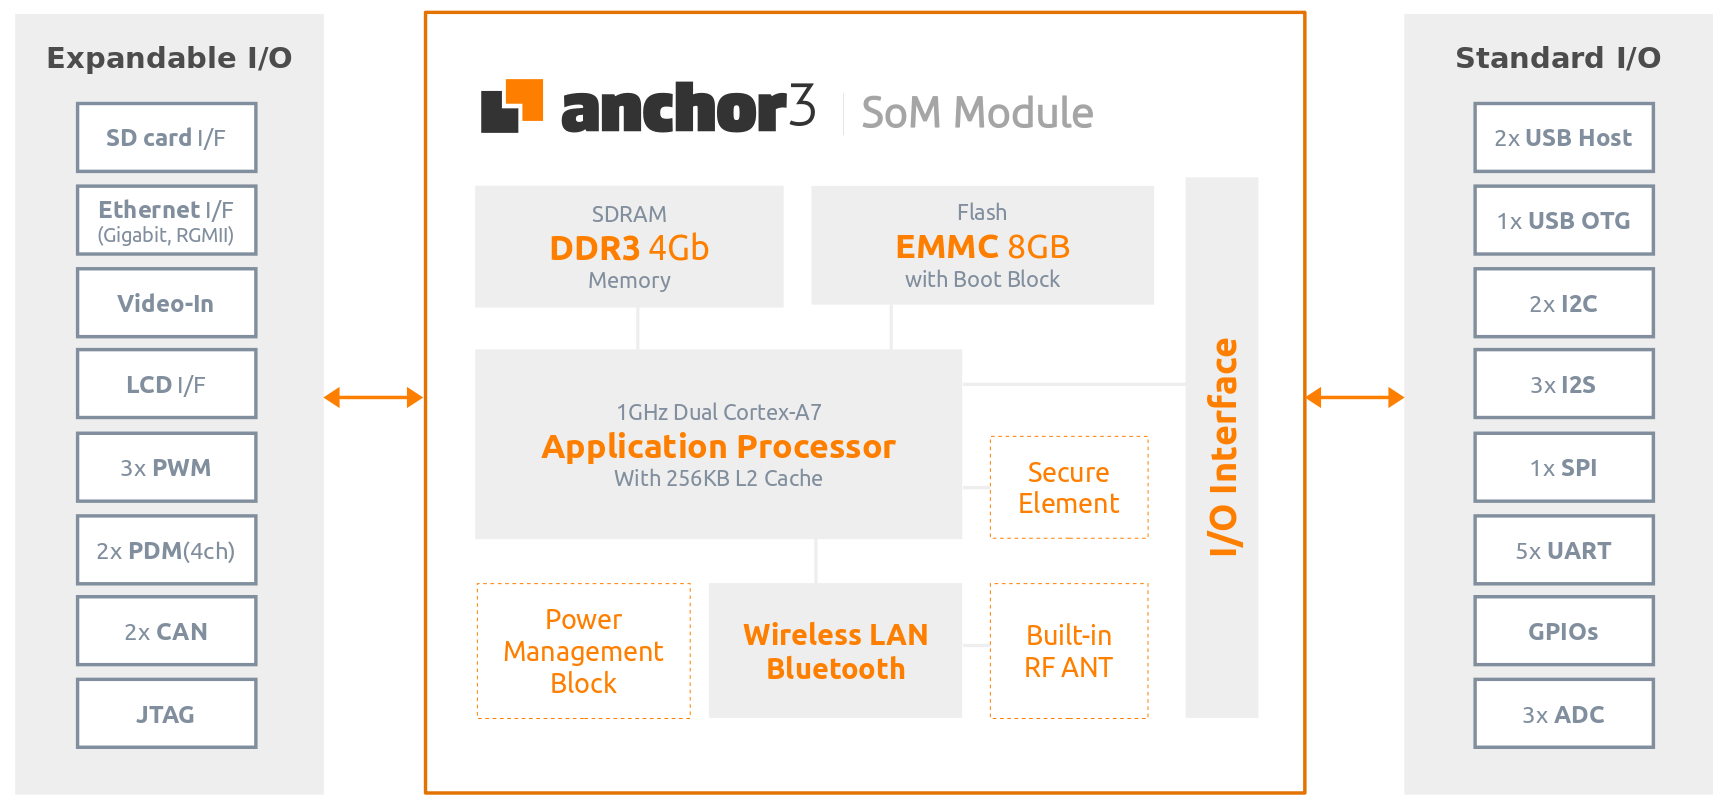 Expandable I/O
SD card I/F
Ethernet I/F
(Gigabit, RGMII)
Video-In
LCD I/F
3x PWM
2x PDM(4ch)
2x CAN
JTAG
anchor3 SoM Module
SDRAM
DDR3 4Gb
Memory
Flash
EMMC 8GB
with Boot Block
1GHz Dual Cortex-A7
Application Processor
With 256KB L2 Cache
Secure
Element
Power
Management
Block
Wireless LAN
Bluetooth
Built-in
RF ANT
I/O Interface
Standard I/O
2x USB Host
1x USB OTG
2x I2C
3x I2S
1x SPI
5x UART
GPIOs
3x ADC